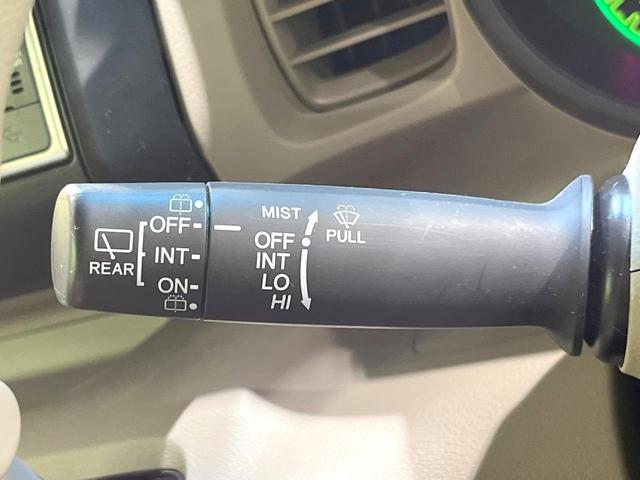 OFF
INT
ON
REAR
MIST
OFF
INT
LO
HI
PULL